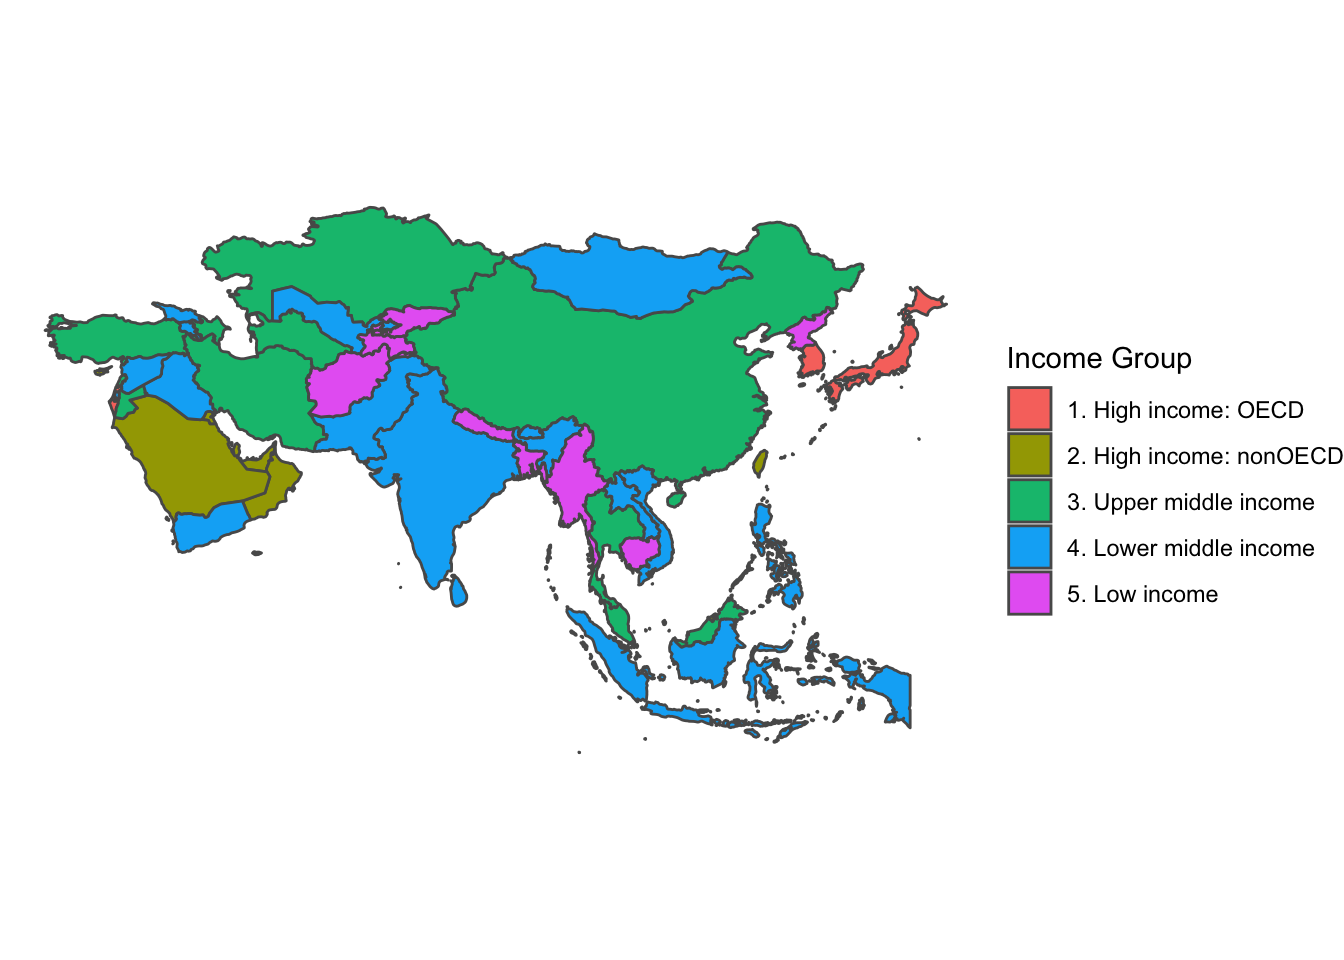 Income Group
1. High income: OECD
2. High income: nonOECD
3. Upper middle income
4. Lower middle income
5. Low income